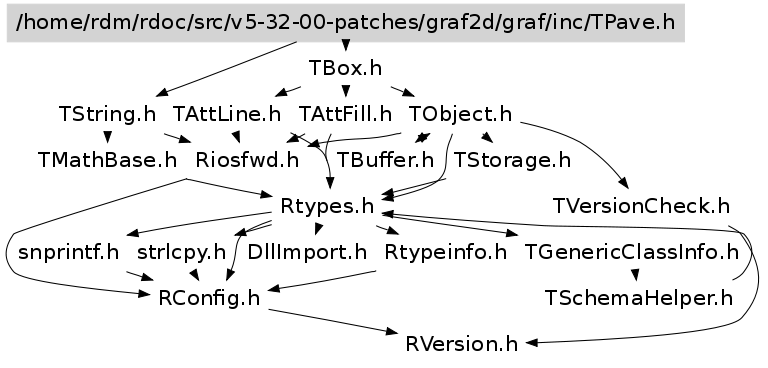 /home/rdm/rdoc/src/v5-32-00-patches/graf2d/graf/inc/TPave.h
TBox.h
TString.h TAttLine.h TAttFill.h TObject.h
TMathBase.h Riosfwd.h TBuffer.h TStorage.h
Rtypes.h TVersionCheck.h
snprintf.h strlcpy.h DllImport.h Rtypeinfo.h TGenericClassInfo.h
RConfig.h TSchemaHelper.h
RVersion.h